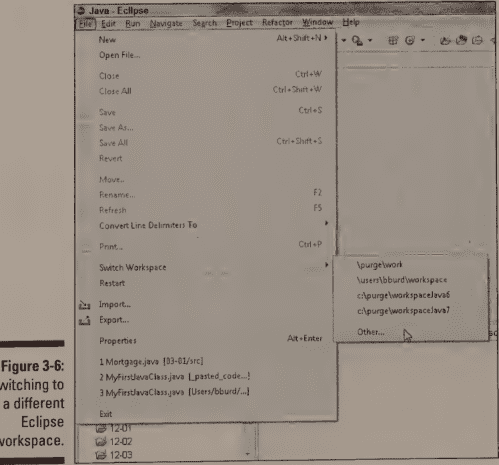 Java - Eclipse
File Edit Run Navigate Search Project Refactor Window Help
New Alt+Shift+N
Open File...
Close Ctrl+W
Close All Ctrl+Shift+W
Save Ctrl+S
Save As...
Save All Ctrl+Shift+S
Revert
Move...
Rename... F2
Refresh F5
Convert Line Delimiters To
Print... Ctrl+P
Switch Workspace
\purge\work
Restart
\users\bburd\workspace
c:\purge\workspaceJava6
Import...
c:\purge\workspaceJava7
Export...
Other...
Properties Alt+Enter
1 Mortgage.java [03-01/src]
2 MyFirstJavaClass.java [_pasted_code...]
3 MyFirstJavaClass.java [Users/bburd/...]
Exit
12-01
12-02
12-03
Figure 3-6:
witching to
a different
Eclipse
workspace.